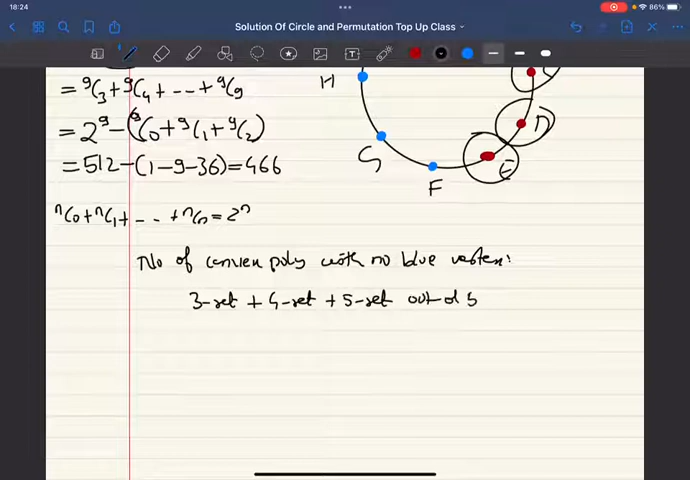 18:24
86%
Solution Of Circle and Permutation Top Up Class
= ⁹C₃ + ⁹C₄ + -- + ⁹C₉
= 2⁹ - (⁹C₀ + ⁹C₁ + ⁹C₂)
= 512 - (1 - 9 - 36) = 466
ⁿC₀ + ⁿC₁ + - - .. + ⁿCₙ = 2ⁿ
H
G
F
E
D
No of convex poly with no blue vertex:
3-set + 4-set + 5-set out of 5